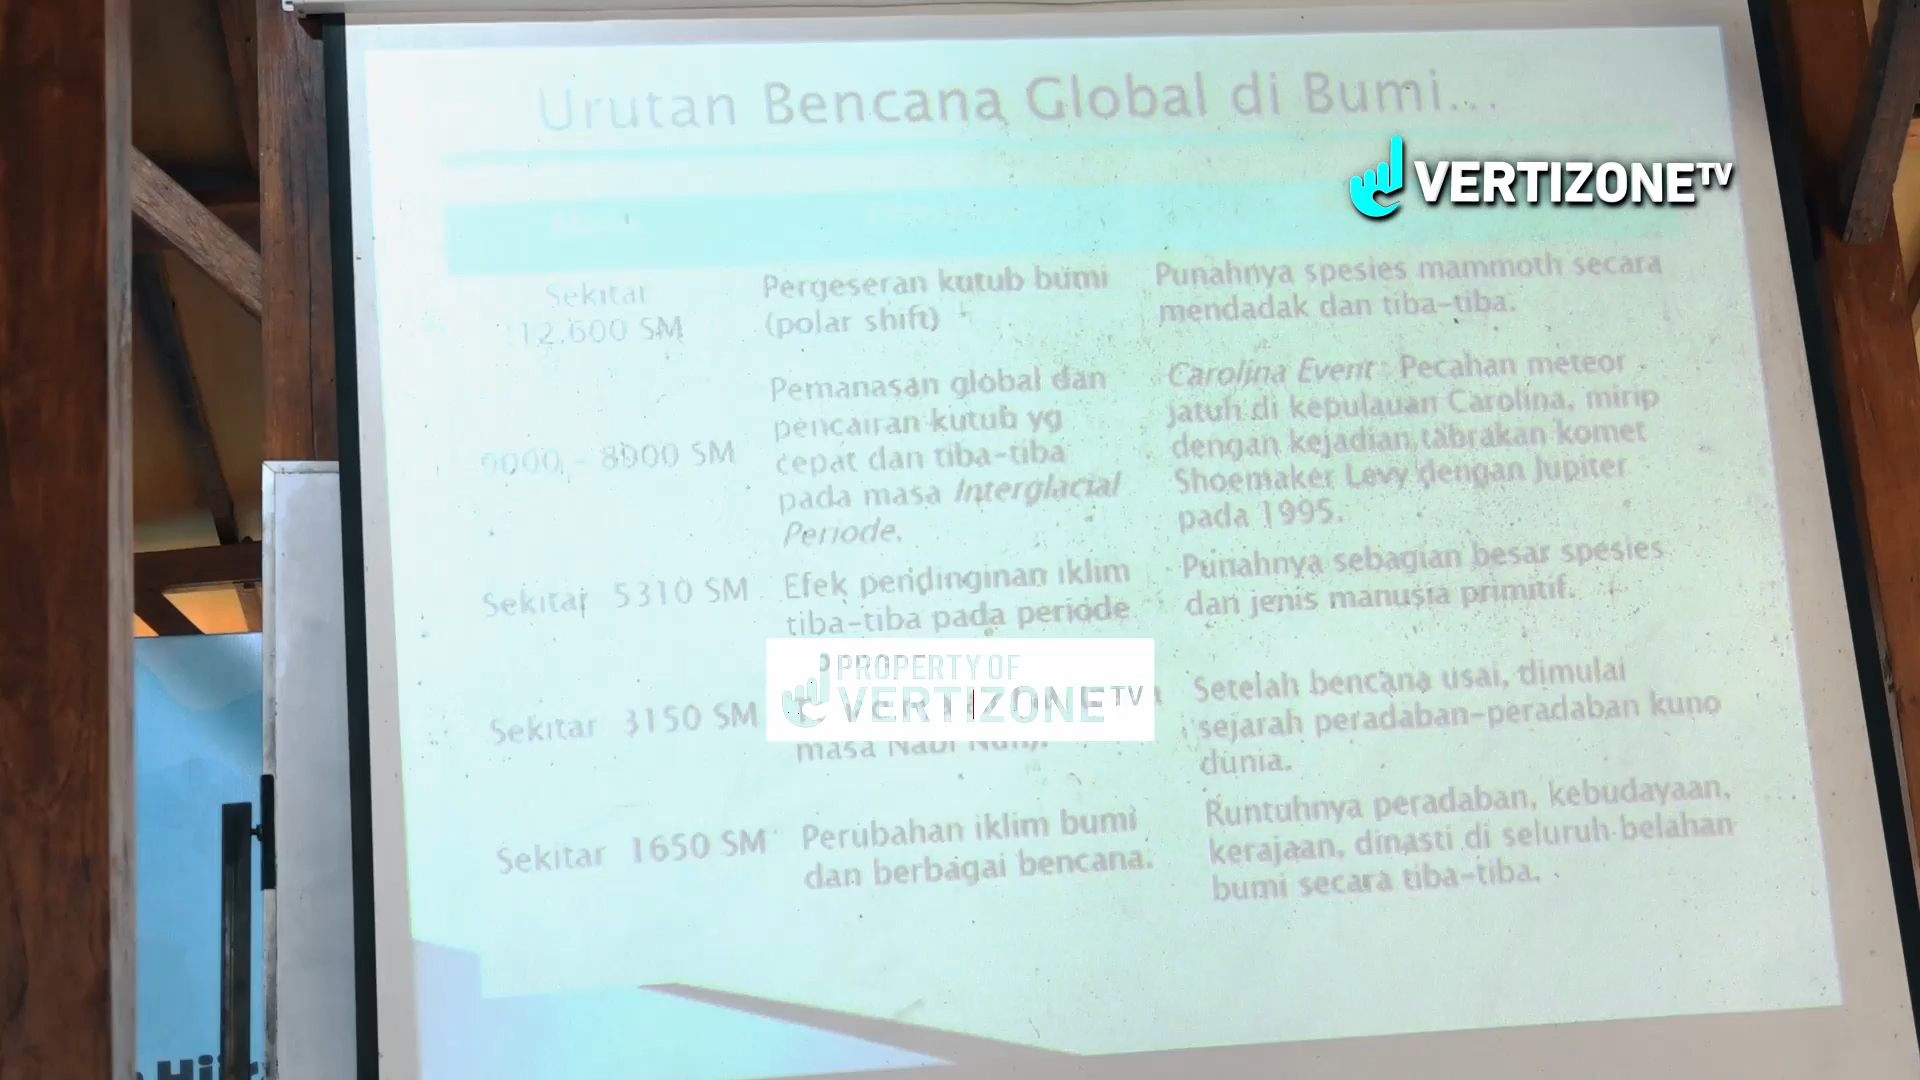 Urutan Bencana Global di Bumi...
VERTIZONE TV
Sekitar
12.600 SM
Pergeseran kutub bumi
(polar shift)
Punahnya spesies mammoth secara
mendadak dan tiba-tiba.
9000 - 8000 SM
Pemanasan global dan
pencairan kutub yg
cepat dan tiba-tiba
pada masa Interglacial
Periode.
Carolina Event: Pecahan meteor
jatuh di kepulauan Carolina, mirip
dengan kejadian tabrakan komet
Shoemaker Levy dengan Jupiter
pada 1995.
Sekitar 5310 SM
Efek pendinginan iklim
tiba-tiba pada periode
Punahnya sebagian besar spesies
dan jenis manusia primitif.
PROPERTY OF
VERTIZONE TV
Sekitar 3150 SM
masa Nabi Nuh).
Setelah bencana usai, dimulai
sejarah peradaban-peradaban kuno
dunia.
Sekitar 1650 SM
Perubahan iklim bumi
dan berbagai bencana.
Runtuhnya peradaban, kebudayaan,
kerajaan, dinasti di seluruh belahan
bumi secara tiba-tiba.